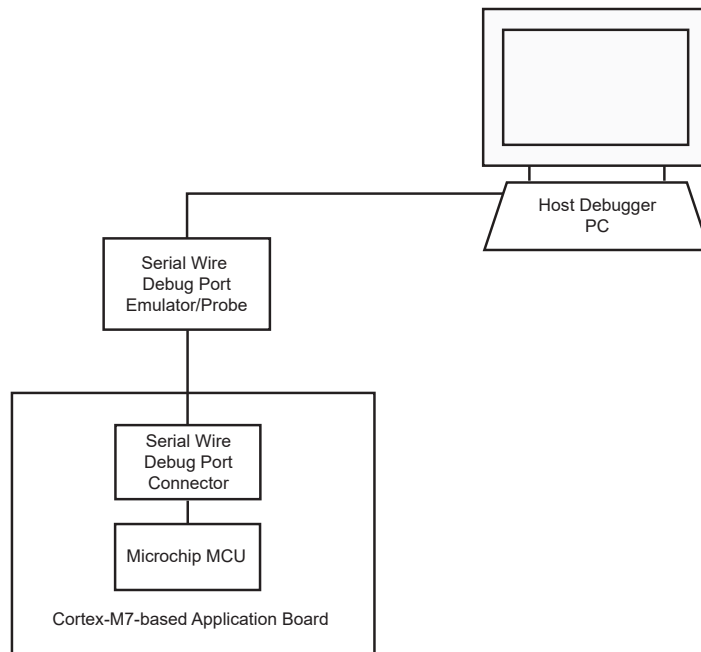 Host Debugger
PC
Serial Wire
Debug Port
Emulator/Probe
Serial Wire
Debug Port
Connector
Microchip MCU
Cortex-M7-based Application Board